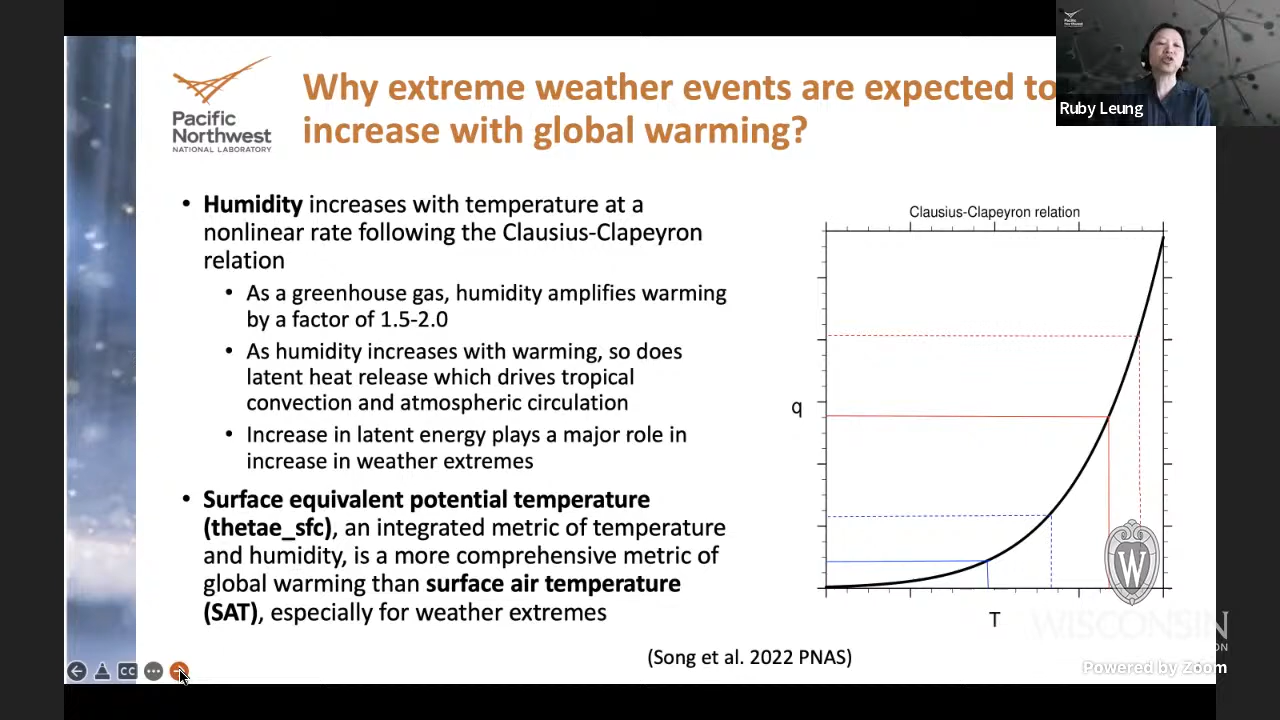 Pacific
Northwest
NATIONAL LABORATORY
Why extreme weather events are expected to
increase with global warming?
Ruby Leung
• Humidity increases with temperature at a
nonlinear rate following the Clausius-Clapeyron
relation
• As a greenhouse gas, humidity amplifies warming
by a factor of 1.5-2.0
• As humidity increases with warming, so does
latent heat release which drives tropical
convection and atmospheric circulation
• Increase in latent energy plays a major role in
increase in weather extremes
• Surface equivalent potential temperature
(thetae_sfc), an integrated metric of temperature
and humidity, is a more comprehensive metric of
global warming than surface air temperature
(SAT), especially for weather extremes
Clausius-Clapeyron relation
q
T
W
WISCONSIN
(Song et al. 2022 PNAS)
Powered by Zoom
CC